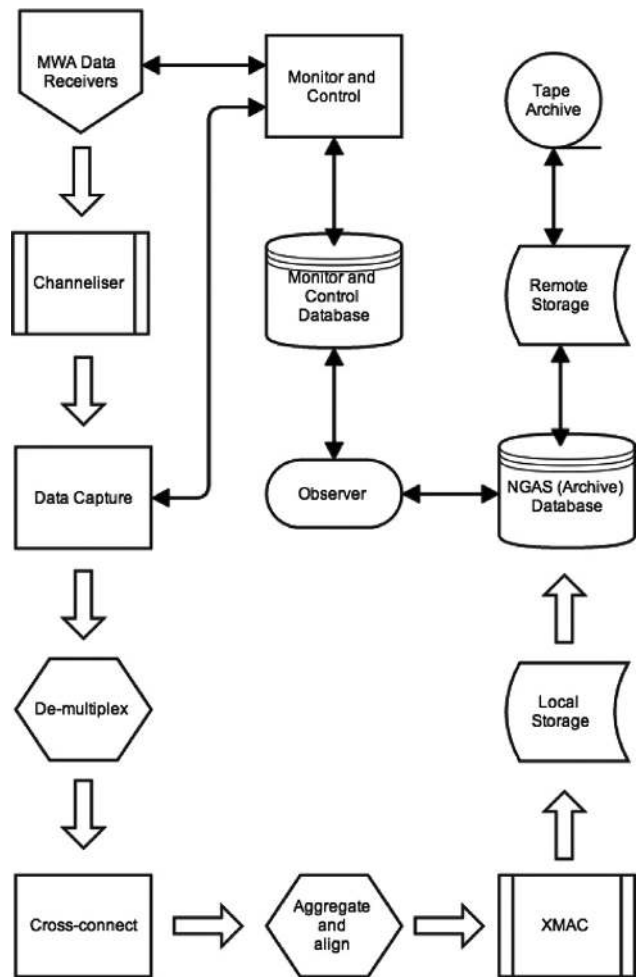 MWA Data
Receivers
Monitor and
Control
Tape
Archive
Channeliser
Monitor and
Control
Database
Remote
Storage
Data Capture
Observer
NGAS (Archive)
Database
De-multiplex
Local
Storage
Cross-connect
Aggregate and
align
XMAC